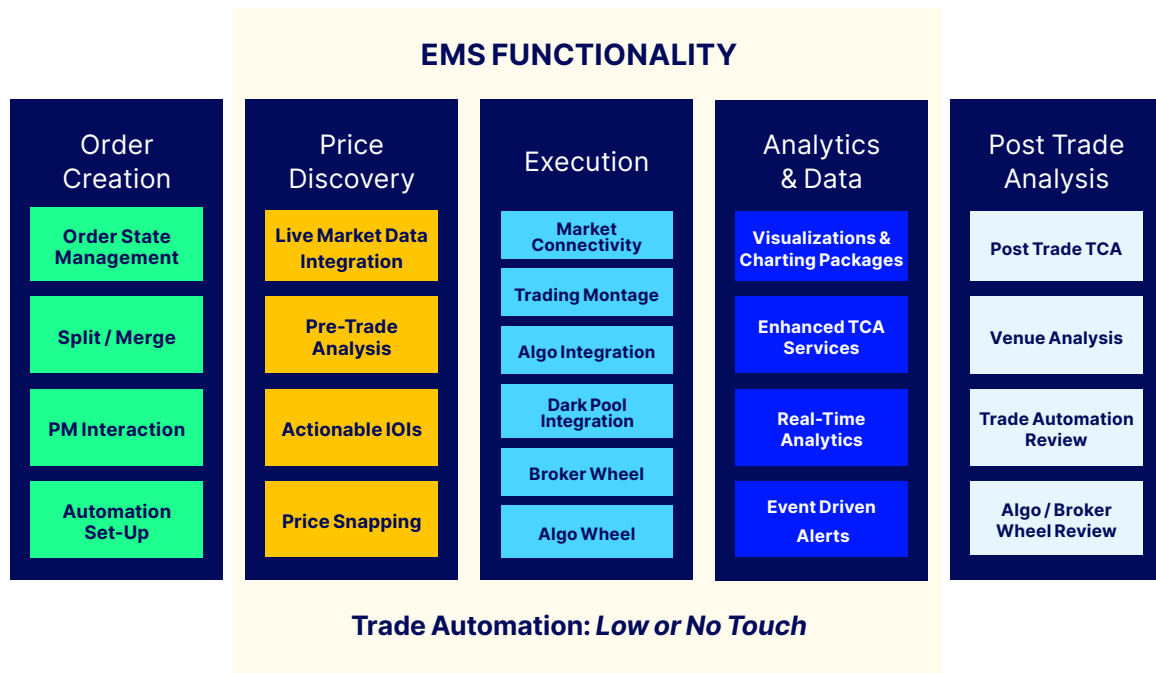 EMS FUNCTIONALITY
Order
Creation
Order State
Management
Split / Merge
PM Interaction
Automation
Set-Up
Price
Discovery
Live Market Data
Integration
Pre-Trade
Analysis
Actionable IOIs
Price Snapping
Execution
Market
Connectivity
Trading Montage
Algo Integration
Dark Pool
Integration
Broker Wheel
Algo Wheel
Analytics
& Data
Visualizations &
Charting Packages
Enhanced TCA
Services
Real-Time
Analytics
Event Driven
Alerts
Post Trade
Analysis
Post Trade TCA
Venue Analysis
Trade Automation
Review
Algo / Broker
Wheel Review
Trade Automation: Low or No Touch